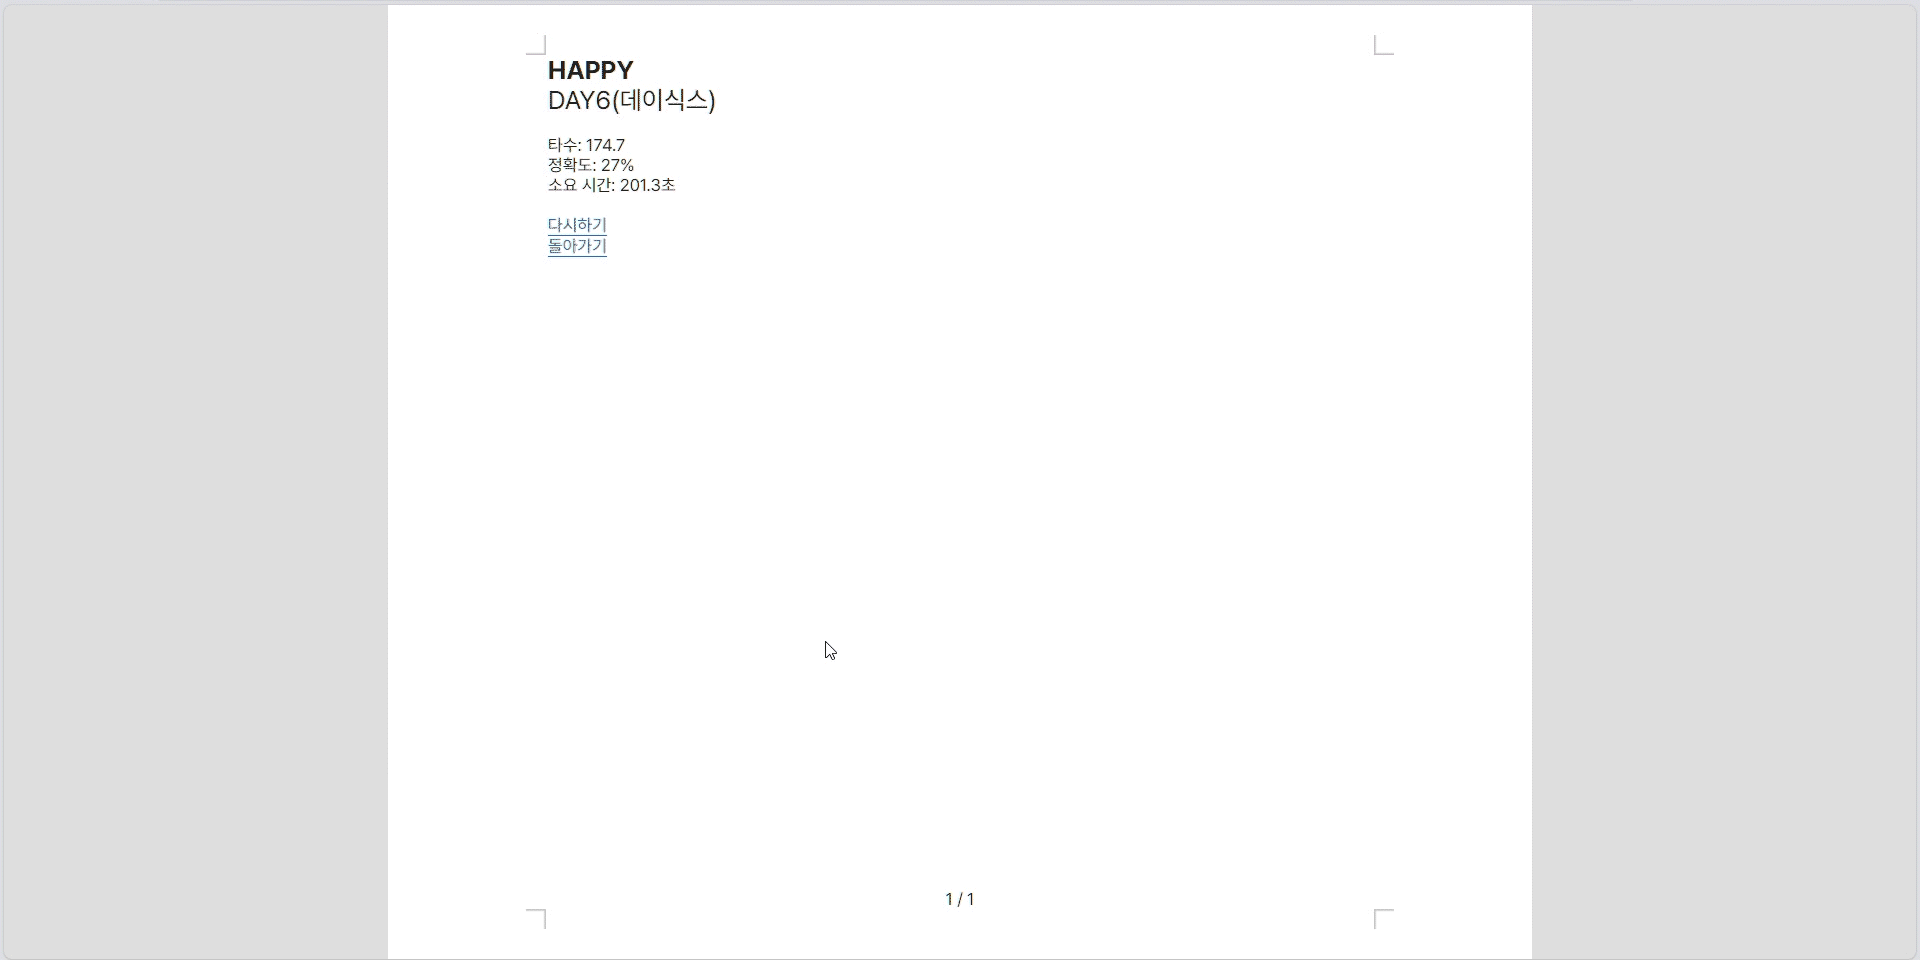 HAPPY
DAY6(데이식스)
타수: 174.7
정확도: 27%
소요 시간: 201.3초
다시하기
돌아가기
1 / 1